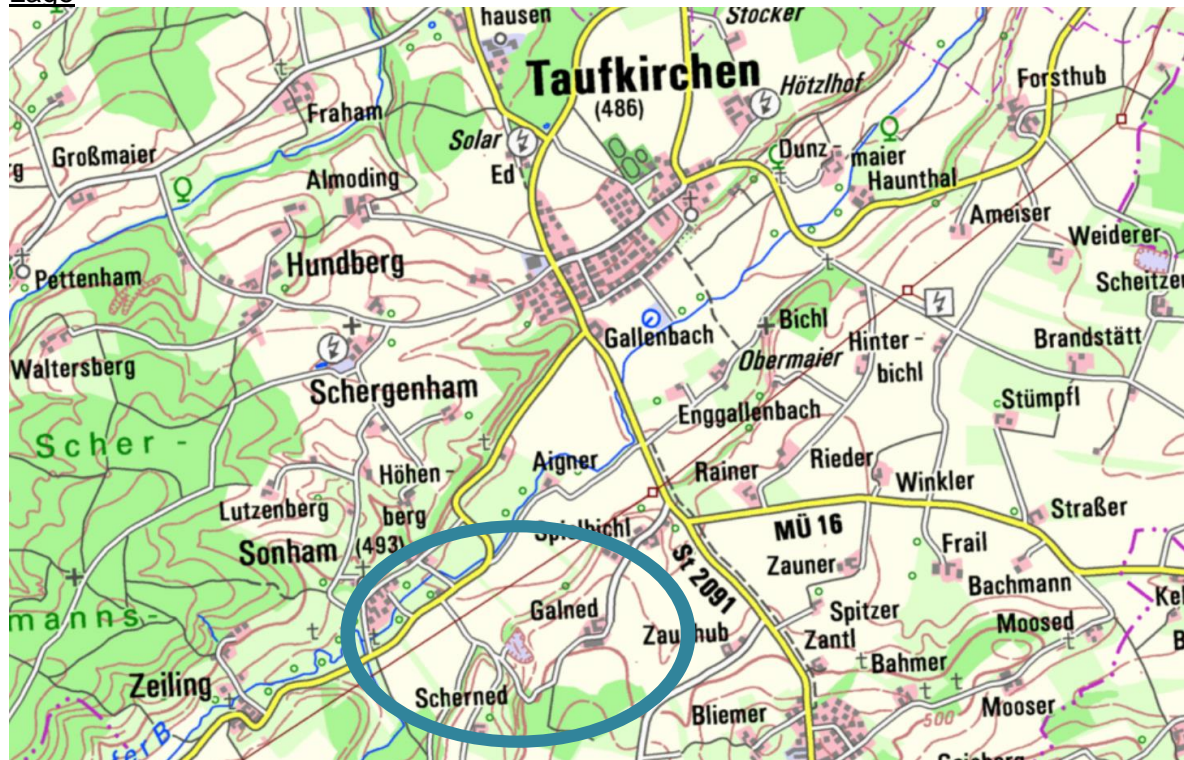 Lage
hausen
Stocker
Taufkirchen
(486)
Hötzlhof
Forsthub
Fraham
Solar
Großmaier
Ed
Dunz-
maier
Almoding
Haunthal
Ameiser
Weiderer
Hundberg
Pettenham
Scheitzer
Bichl
Gallenbach
Hinter-
bichl
Brandstätt
Obermaier
Waltersberg
Schergenham
Stümpfl
Enggallenbach
Scher-
Aigner
Rainer
Rieder
Höhen-
berg
Winkler
Lutzenberg
Straßer
Spielbichl
MÜ 16
Sonham (493)
Frail
St 2091
Zauner
Bachmann
manns-
Galned
Spitzer
Moosed
Zaunhub
Zantl
Bahmer
Zeiling
Scherned
Mooser
Bliemer
500